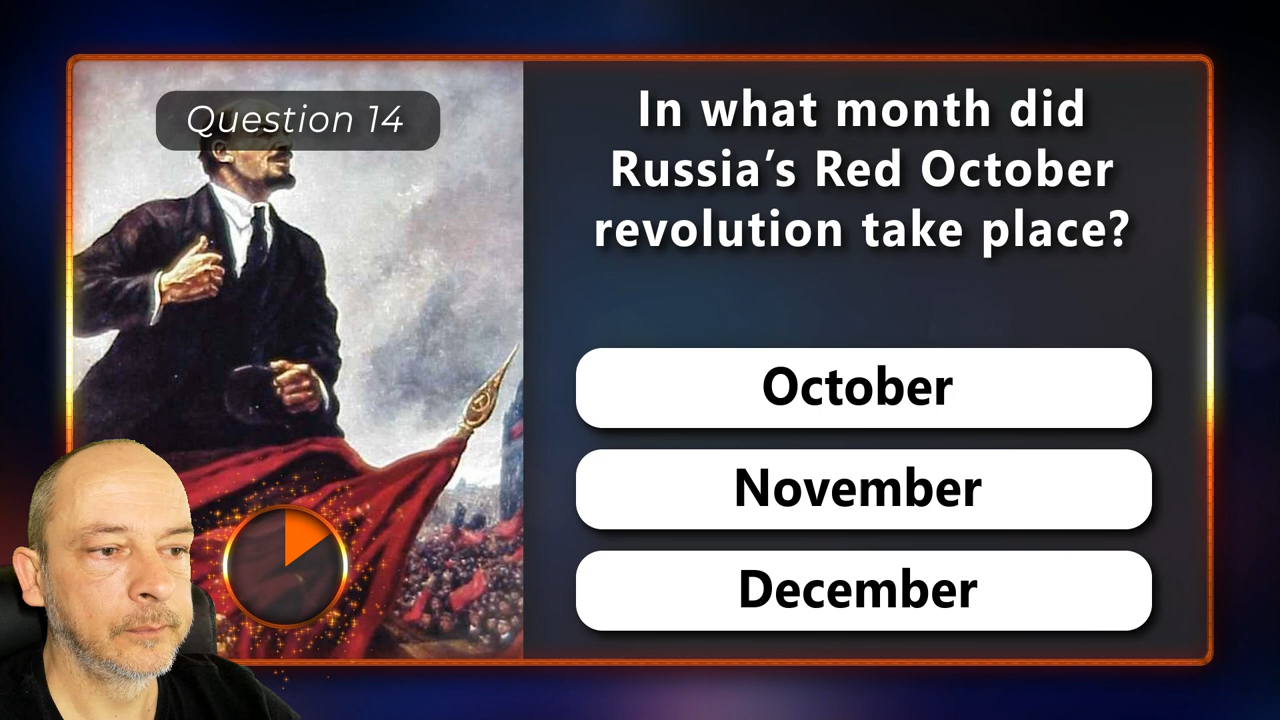 Question 14
In what month did
Russia’s Red October
revolution take place?
October
November
December